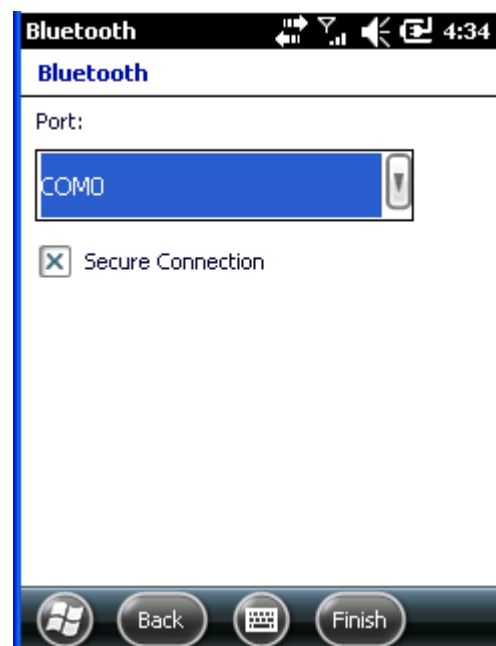 Bluetooth 4:34
Bluetooth
Port:
COM0
Secure Connection
Back Finish